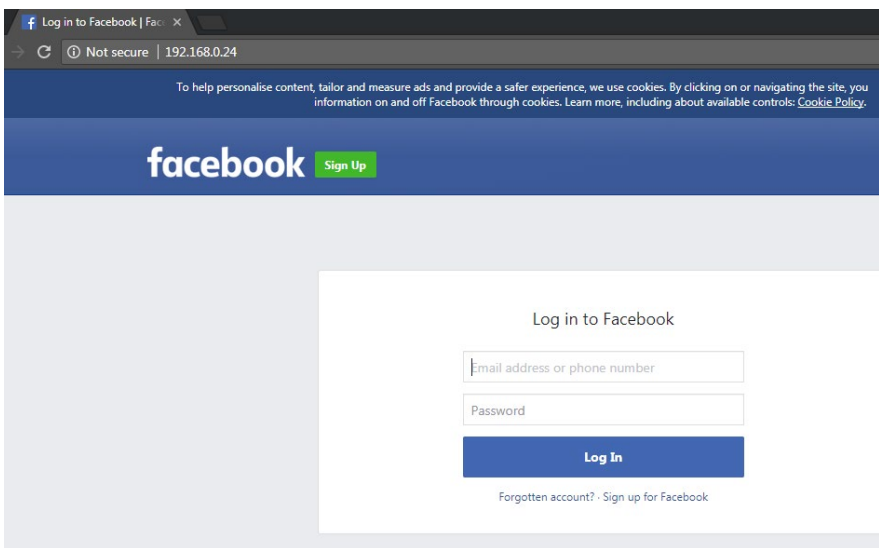 Log in to Facebook | Fac
Not secure | 192.168.0.24
To help personalise content, tailor and measure ads and provide a safer experience, we use cookies. By clicking on or navigating the site, you
information on and off Facebook through cookies. Learn more, including about available controls: Cookie Policy.
facebook Sign Up
Log in to Facebook
Email address or phone number
Password
Log In
Forgotten account? · Sign up for Facebook